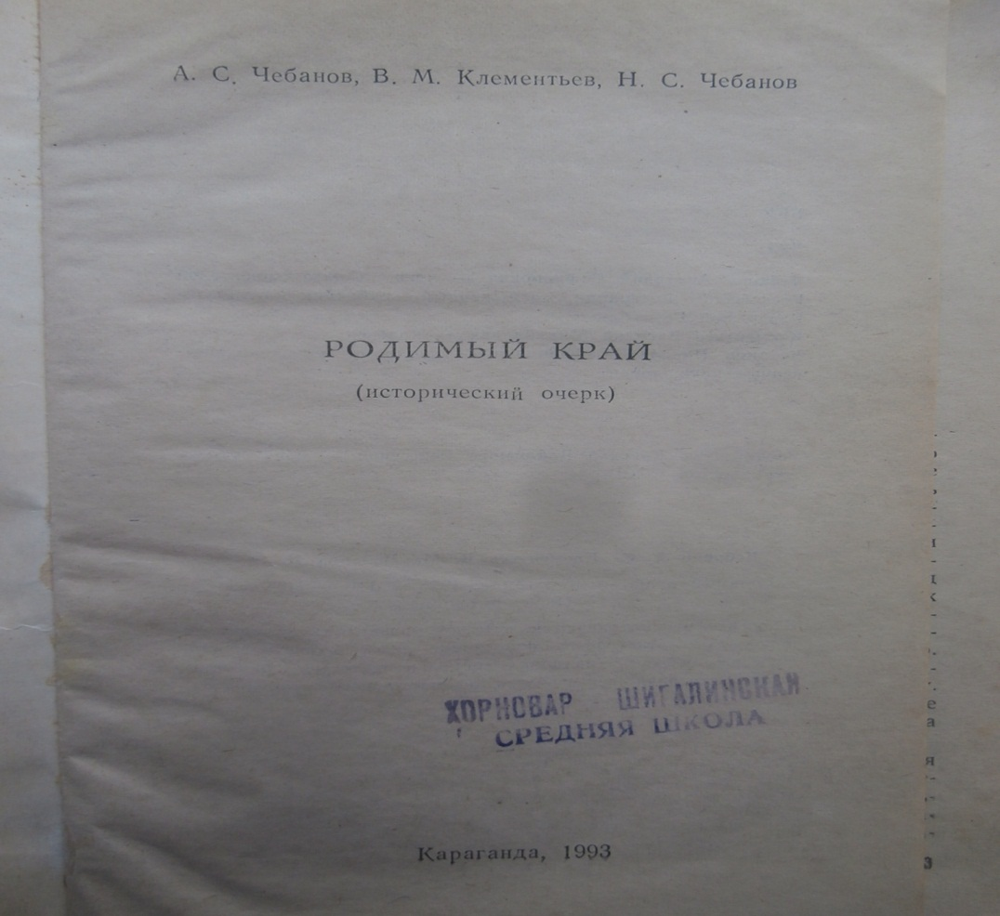 А. С. Чебанов, В. М. Клементьев, Н. С. Чебанов
РОДИМЫЙ КРАЙ
(исторический очерк)
ХОРНОВАР ШИГАЛИНСКАЯ
СРЕДНЯЯ ШКОЛА
Караганда, 1993